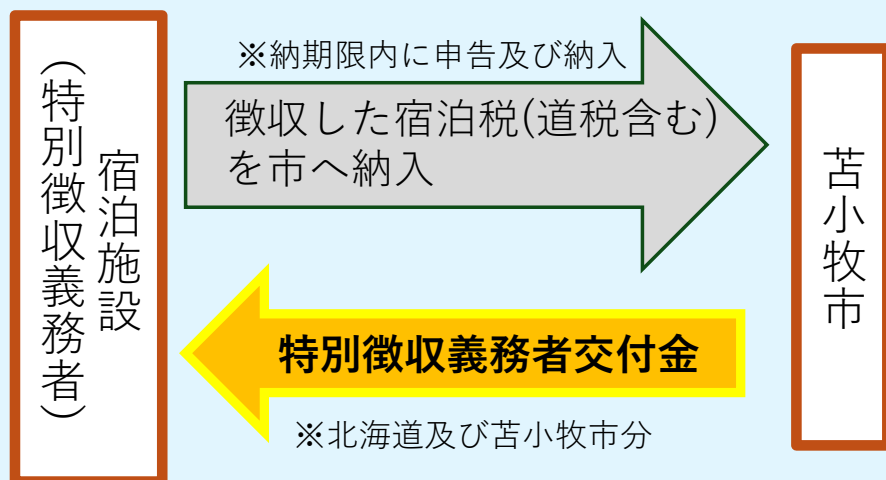 宿泊施設
（特別徴収義務者）
※納期限内に申告及び納入
徴収した宿泊税(道税含む)
を市へ納入
苫小牧市
特別徴収義務者交付金
※北海道及び苫小牧市分